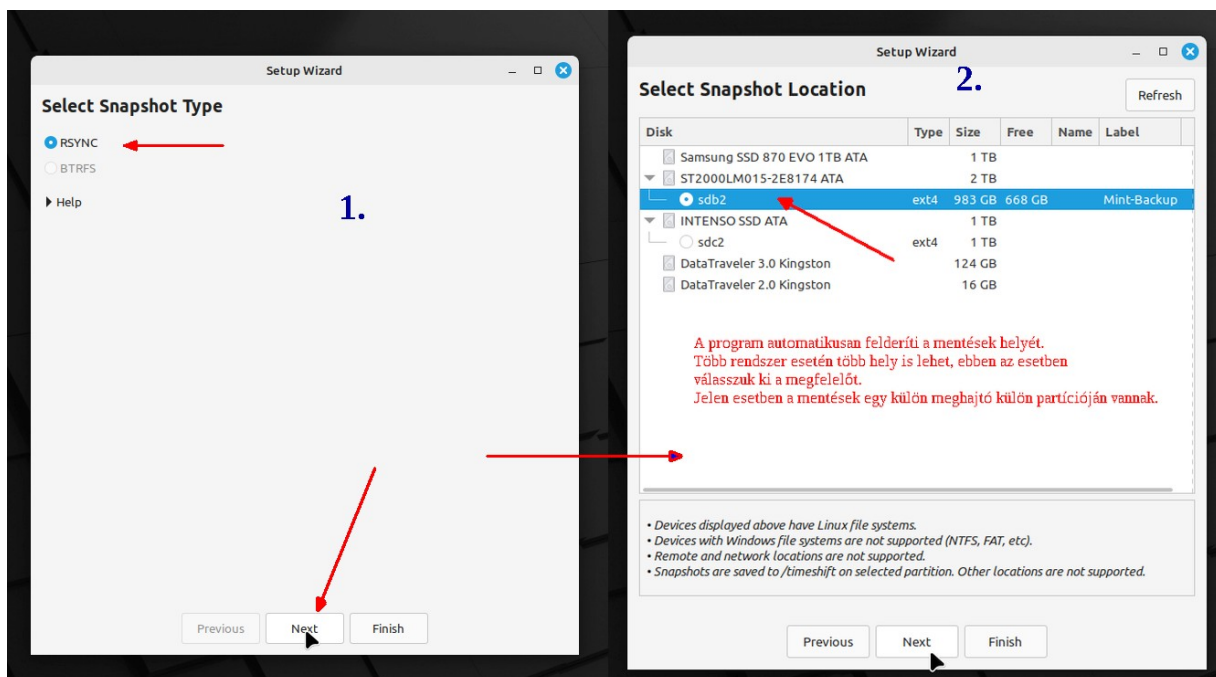 Setup Wizard
Select Snapshot Type
RSYNC
BTRFS
Help
1.
Previous
Next
Finish
Setup Wizard
2.
Select Snapshot Location
Refresh
Disk Type Size Free Name Label
Samsung SSD 870 EVO 1TB ATA 1 TB
ST2000LM015-2E8174 ATA 2 TB
sdb2 ext4 983 GB 668 GB Mint-Backup
INTENSO SSD ATA 1 TB
sdc2 ext4 1 TB
DataTraveler 3.0 Kingston 124 GB
DataTraveler 2.0 Kingston 16 GB
A program automatikusan felderíti a mentések helyét.
Több rendszer esetén több hely is lehet, ebben az esetben
válasszuk ki a megfelelőt.
Jelen esetben a mentések egy külön meghajtó külön partícióján vannak.
• Devices displayed above have Linux file systems.
• Devices with Windows file systems are not supported (NTFS, FAT, etc).
• Remote and network locations are not supported.
• Snapshots are saved to /timeshift on selected partition. Other locations are not supported.
Previous
Next
Finish